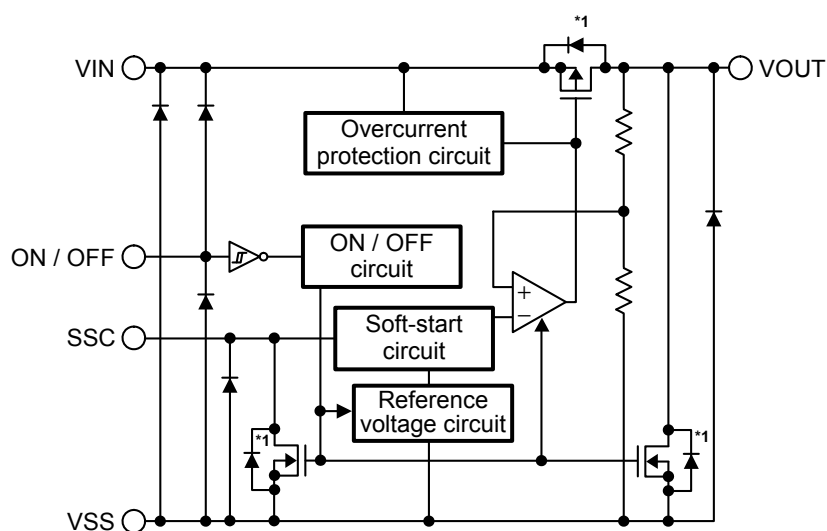 *1
VIN
VOUT
Overcurrent
protection circuit
ON / OFF
ON / OFF
circuit
+
−
SSC
Soft-start
circuit
Reference
voltage circuit
*1
*1
VSS